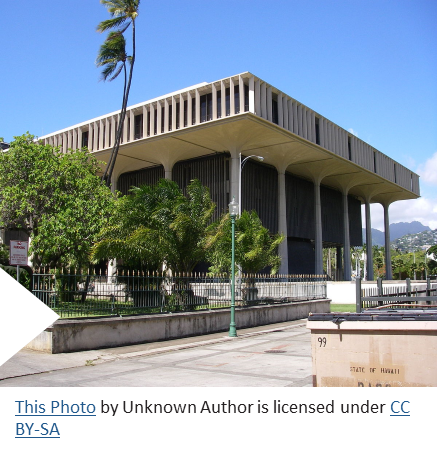 99
STATE OF HAWAII
This Photo by Unknown Author is licensed under CC
BY-SA